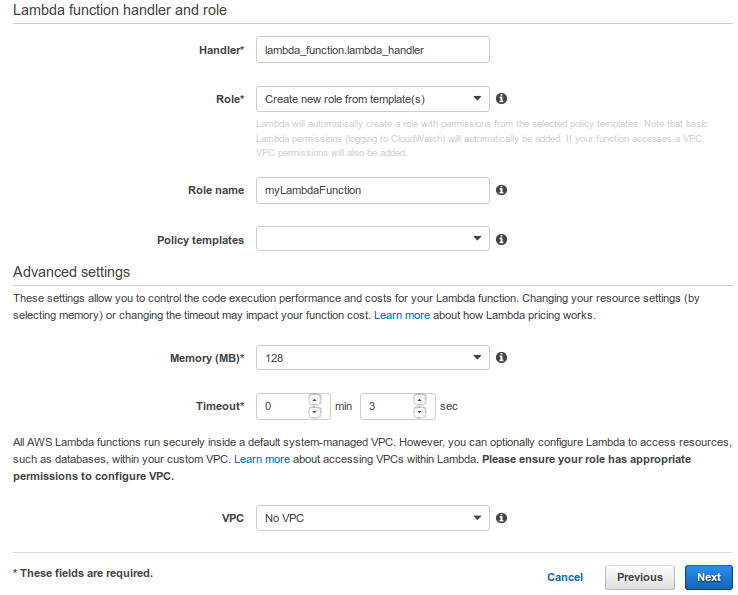 Lambda function handler and role
Handler* lambda_function.lambda_handler
Role* Create new role from template(s)
Lambda will automatically create a role with permissions from the selected policy templates. Note that basic
Lambda permissions (logging to CloudWatch) will automatically be added. If your function accesses a VPC,
VPC permissions will also be added.
Role name myLambdaFunction
Policy templates
Advanced settings
These settings allow you to control the code execution performance and costs for your Lambda function. Changing your resource settings (by
selecting memory) or changing the timeout may impact your function cost. Learn more about how Lambda pricing works.
Memory (MB)* 128
Timeout* 0 min 3 sec
All AWS Lambda functions run securely inside a default system-managed VPC. However, you can optionally configure Lambda to access resources,
such as databases, within your custom VPC. Learn more about accessing VPCs within Lambda. Please ensure your role has appropriate
permissions to configure VPC.
VPC No VPC
* These fields are required.
Cancel Previous Next